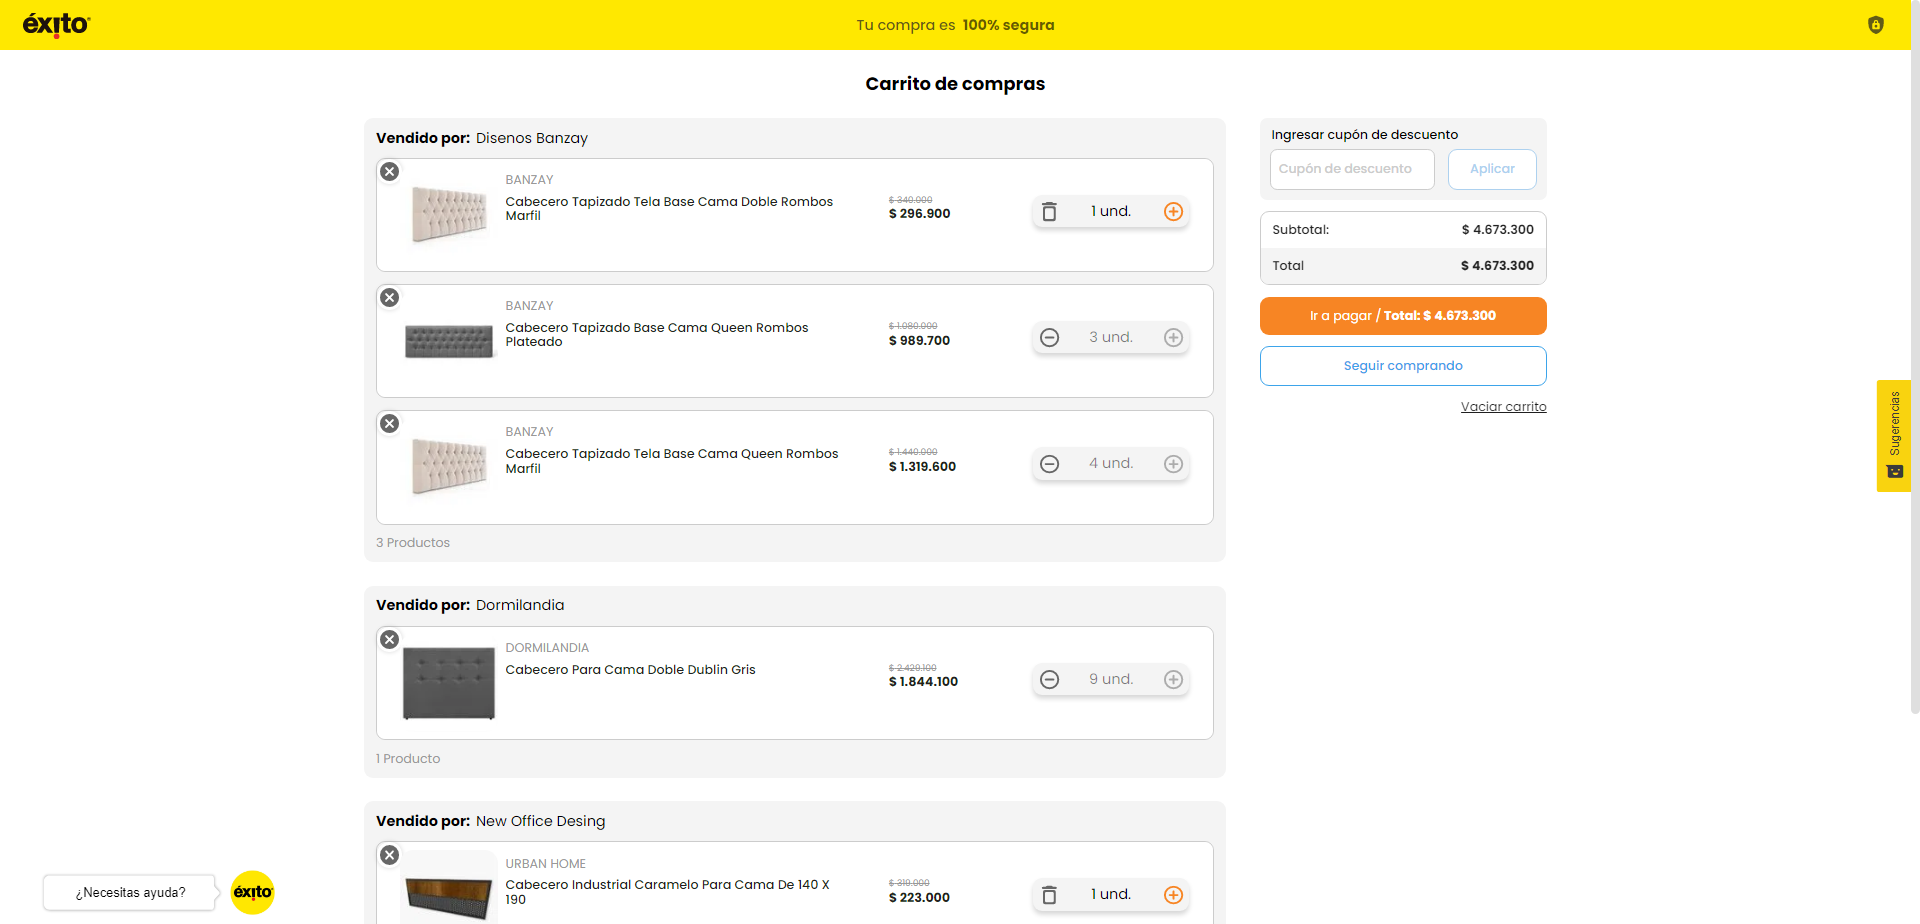 éxito
Tu compra es 100% segura
Carrito de compras
Vendido por: Disenos Banzay
BANZAY
Cabecero Tapizado Tela Base Cama Doble Rombos
Marfil
$ 340.000
$ 296.900
1 und.
BANZAY
Cabecero Tapizado Base Cama Queen Rombos
Plateado
$ 1.080.000
$ 989.700
3 und.
BANZAY
Cabecero Tapizado Tela Base Cama Queen Rombos
Marfil
$ 1.440.000
$ 1.319.600
4 und.
3 Productos
Vendido por: Dormilandia
DORMILANDIA
Cabecero Para Cama Doble Dublin Gris
$ 2.429.100
$ 1.844.100
9 und.
1 Producto
Vendido por: New Office Desing
URBAN HOME
Cabecero Industrial Caramelo Para Cama De 140 X
190
$ 319.000
$ 223.000
1 und.
Ingresar cupón de descuento
Cupón de descuento
Aplicar
Subtotal: $ 4.673.300
Total $ 4.673.300
Ir a pagar / Total: $ 4.673.300
Seguir comprando
Vaciar carrito
Sugerencias
¿Necesitas ayuda?
éxito